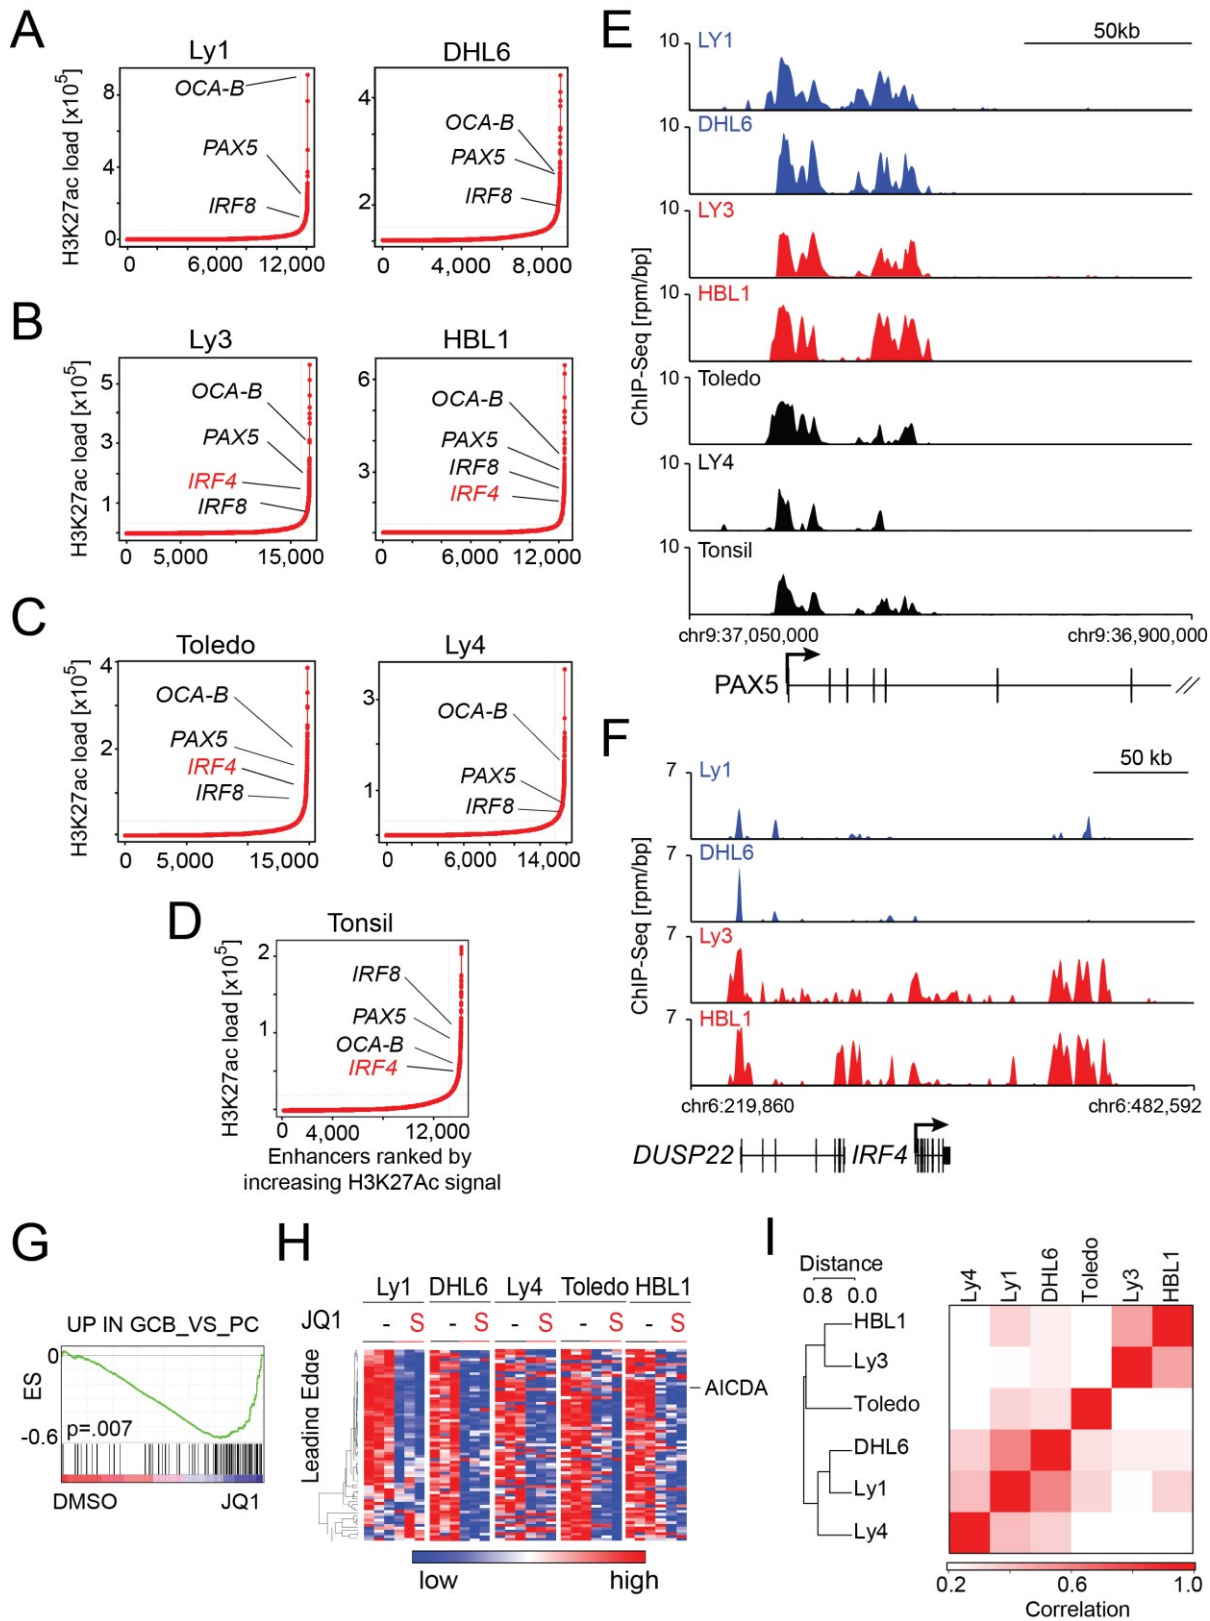 A
Ly1
DHL6
H3K27ac load [x10⁵]
8
4
0
OCA-B
PAX5
IRF8
0 6,000 12,000
4
2
OCA-B
PAX5
IRF8
0 4,000 8,000
B
Ly3
HBL1
H3K27ac load [x10⁵]
5
3
1
OCA-B
PAX5
IRF4
IRF8
0 5,000 15,000
6
3
OCA-B
PAX5
IRF8
IRF4
0 6,000 12,000
C
Toledo
Ly4
H3K27ac load [x10⁵]
4
2
0
OCA-B
PAX5
IRF4
IRF8
0 5,000 15,000
3
1
OCA-B
PAX5
IRF8
0 6,000 14,000
D
Tonsil
H3K27ac load [x10⁵]
2
1
0
IRF8
PAX5
OCA-B
IRF4
0 4,000 12,000
Enhancers ranked by
increasing H3K27Ac signal
E
50kb
ChIP-Seq [rpm/bp]
10 LY1
10 DHL6
10 LY3
10 HBL1
10 Toledo
10 LY4
10 Tonsil
chr9:37,050,000 chr9:36,900,000
PAX5
F
50 kb
ChIP-Seq [rpm/bp]
7 Ly1
7 DHL6
7 Ly3
7 HBL1
chr6:219,860 chr6:482,592
DUSP22 IRF4
G
UP IN GCB_VS_PC
ES
0
-0.6
p=.007
DMSO JQ1
H
Ly1 DHL6 Ly4 Toledo HBL1
JQ1 - S - S - S - S - S
Leading Edge
AICDA
low high
I
Distance
0.8 0.0
Ly4 Ly1 DHL6 Toledo Ly3 HBL1
HBL1
Ly3
Toledo
DHL6
Ly1
Ly4
0.2 0.6 1.0
Correlation